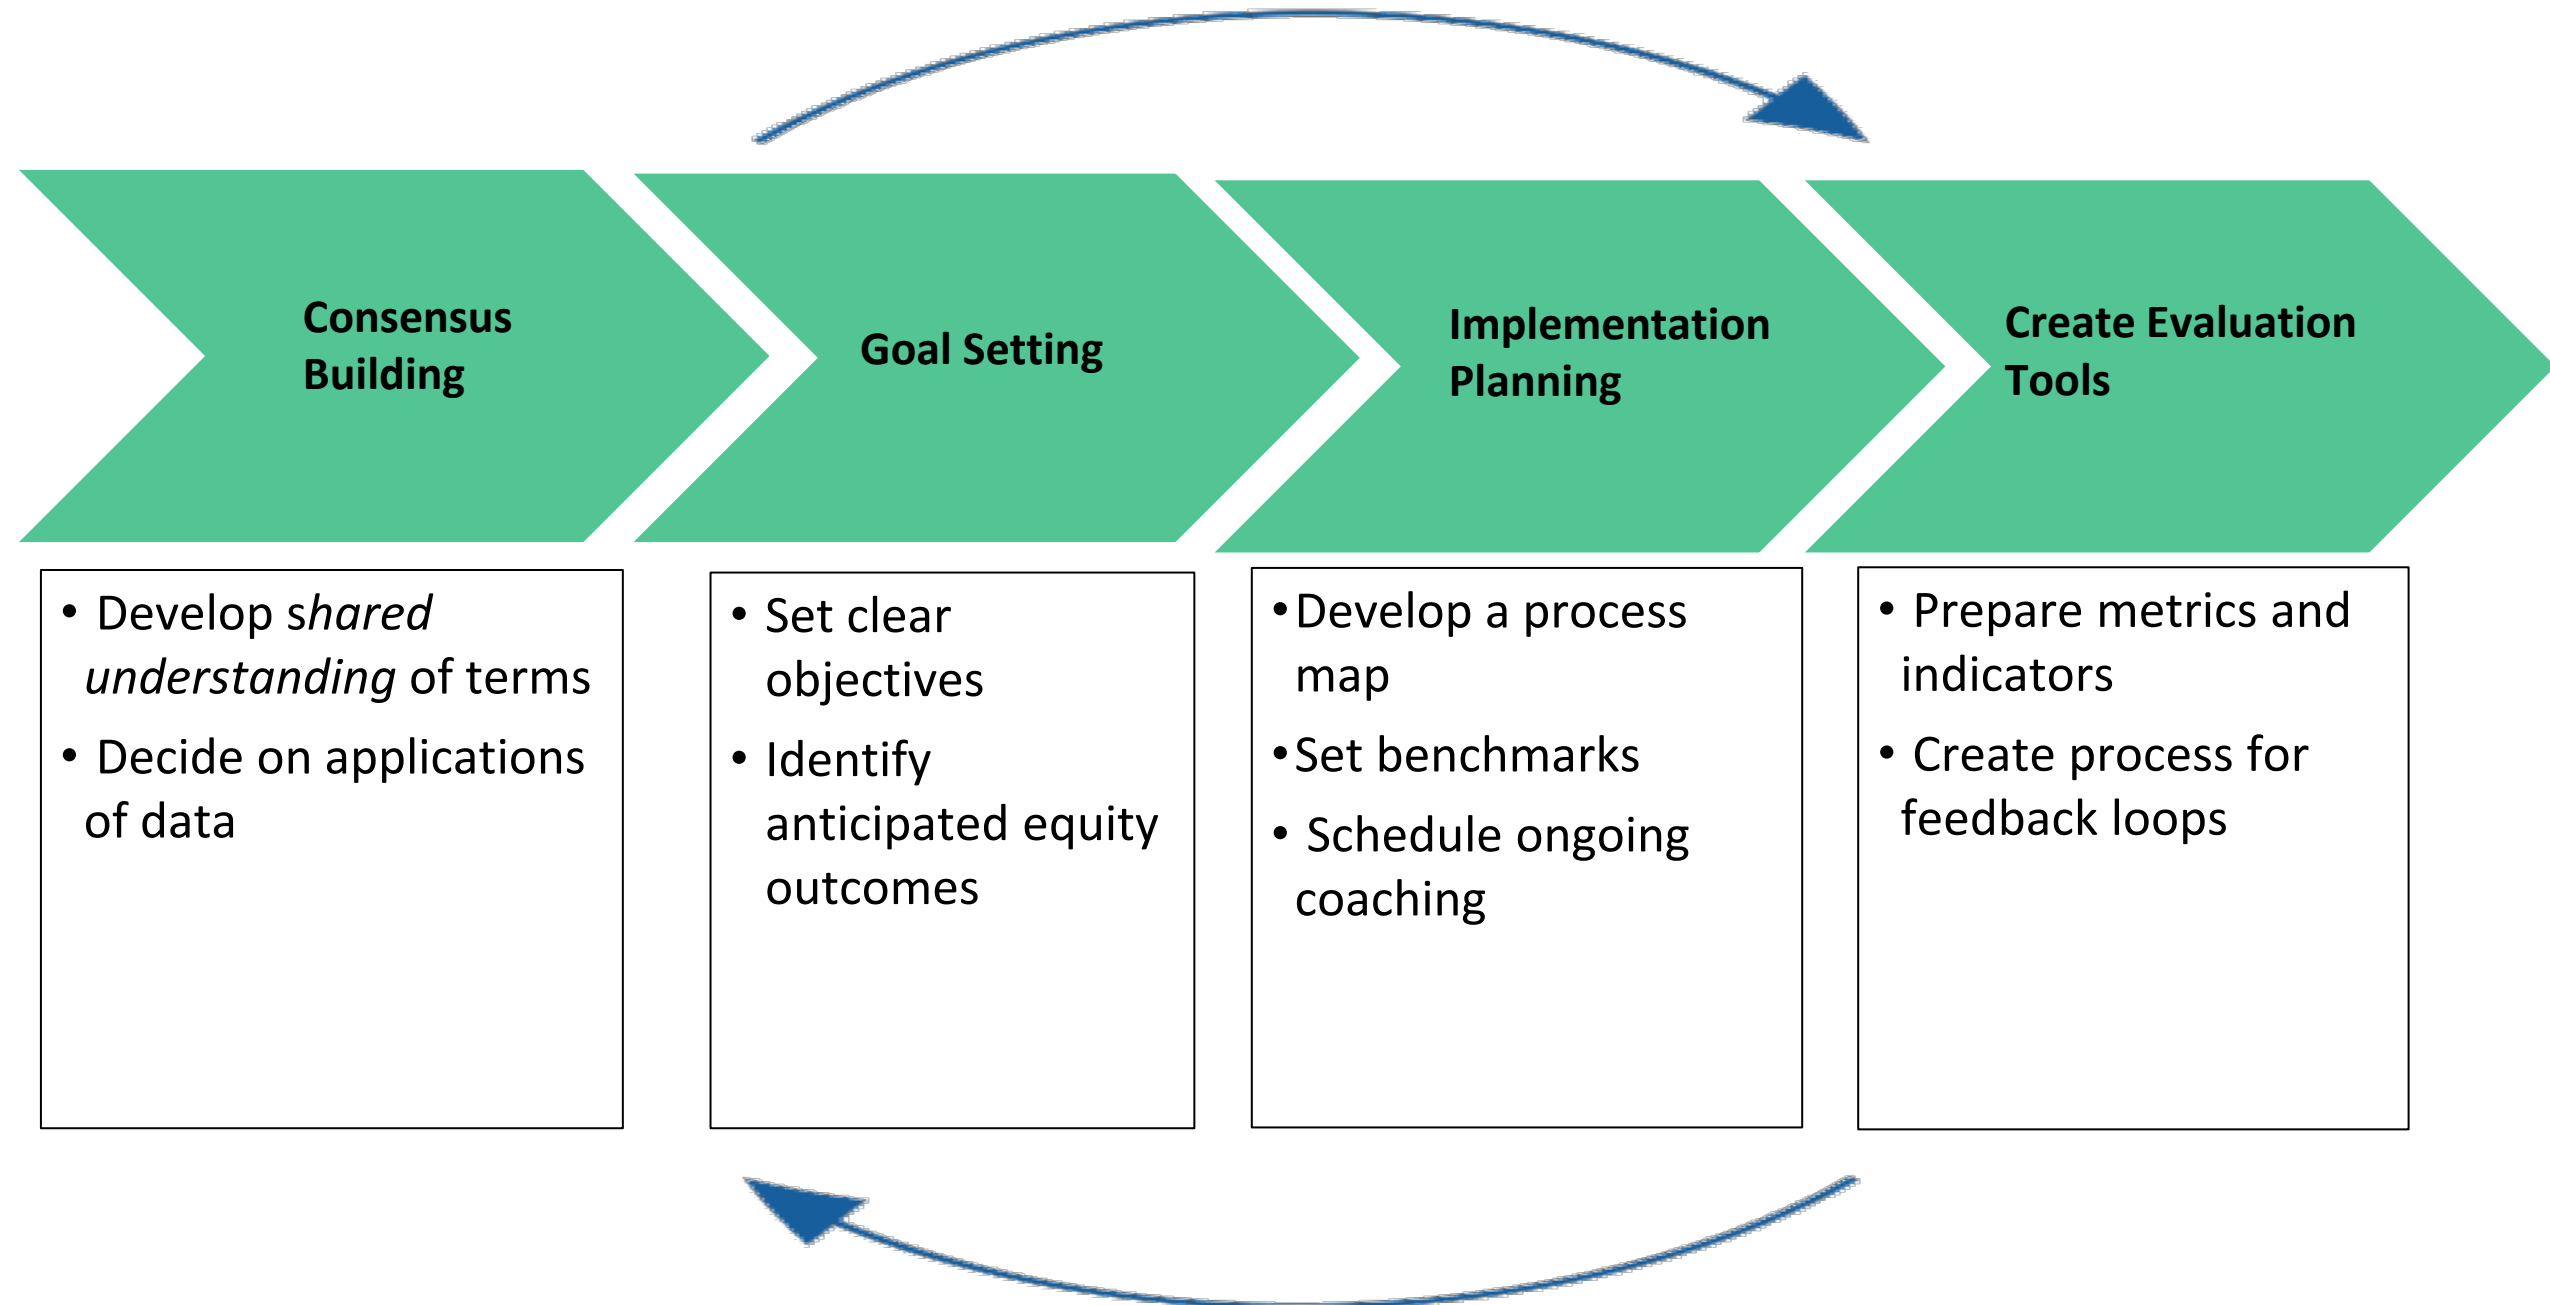 Consensus
Building
Goal Setting
Implementation
Planning
Create Evaluation
Tools
• Develop shared
understanding of terms
• Decide on applications
of data
• Set clear
objectives
• Identify
anticipated equity
outcomes
•Develop a process
map
•Set benchmarks
• Schedule ongoing
coaching
• Prepare metrics and
indicators
• Create process for
feedback loops